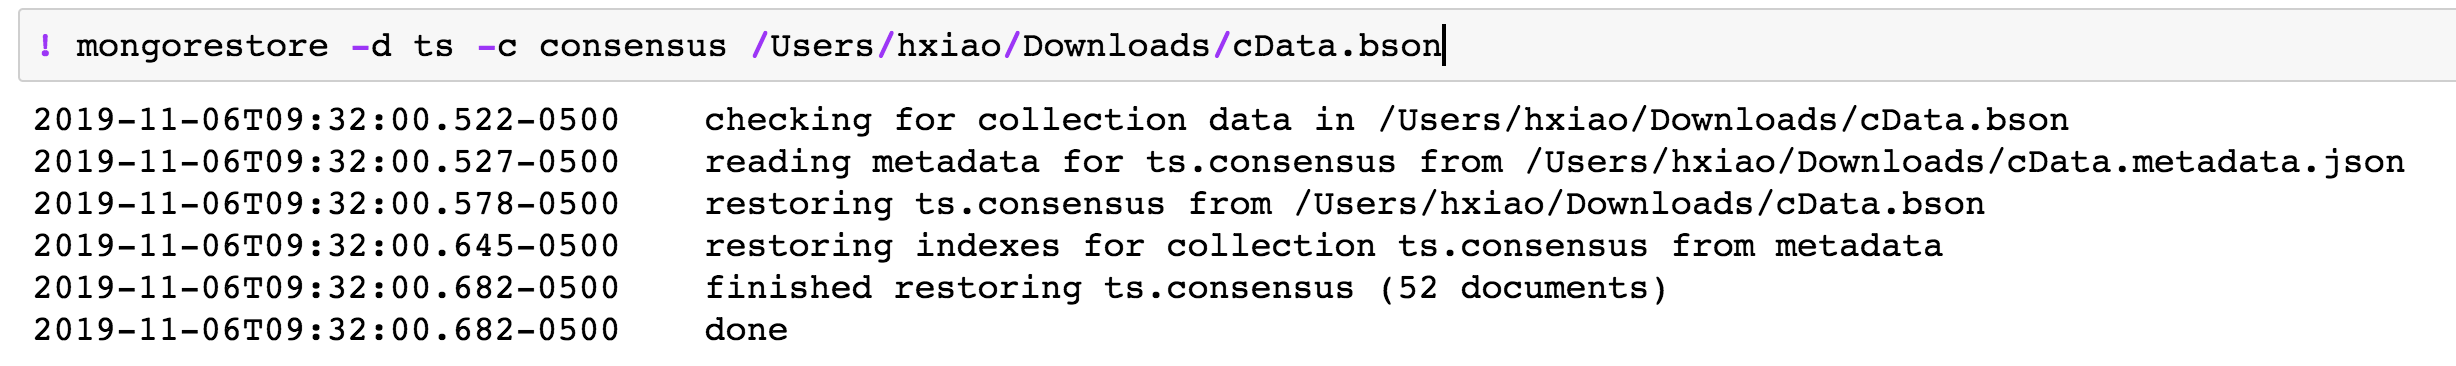 ! mongorestore -d ts -c consensus /Users/hxiao/Downloads/cData.bson
2019-11-06T09:32:00.522-0500    checking for collection data in /Users/hxiao/Downloads/cData.bson
2019-11-06T09:32:00.527-0500    reading metadata for ts.consensus from /Users/hxiao/Downloads/cData.metadata.json
2019-11-06T09:32:00.578-0500    restoring ts.consensus from /Users/hxiao/Downloads/cData.bson
2019-11-06T09:32:00.645-0500    restoring indexes for collection ts.consensus from metadata
2019-11-06T09:32:00.682-0500    finished restoring ts.consensus (52 documents)
2019-11-06T09:32:00.682-0500    done